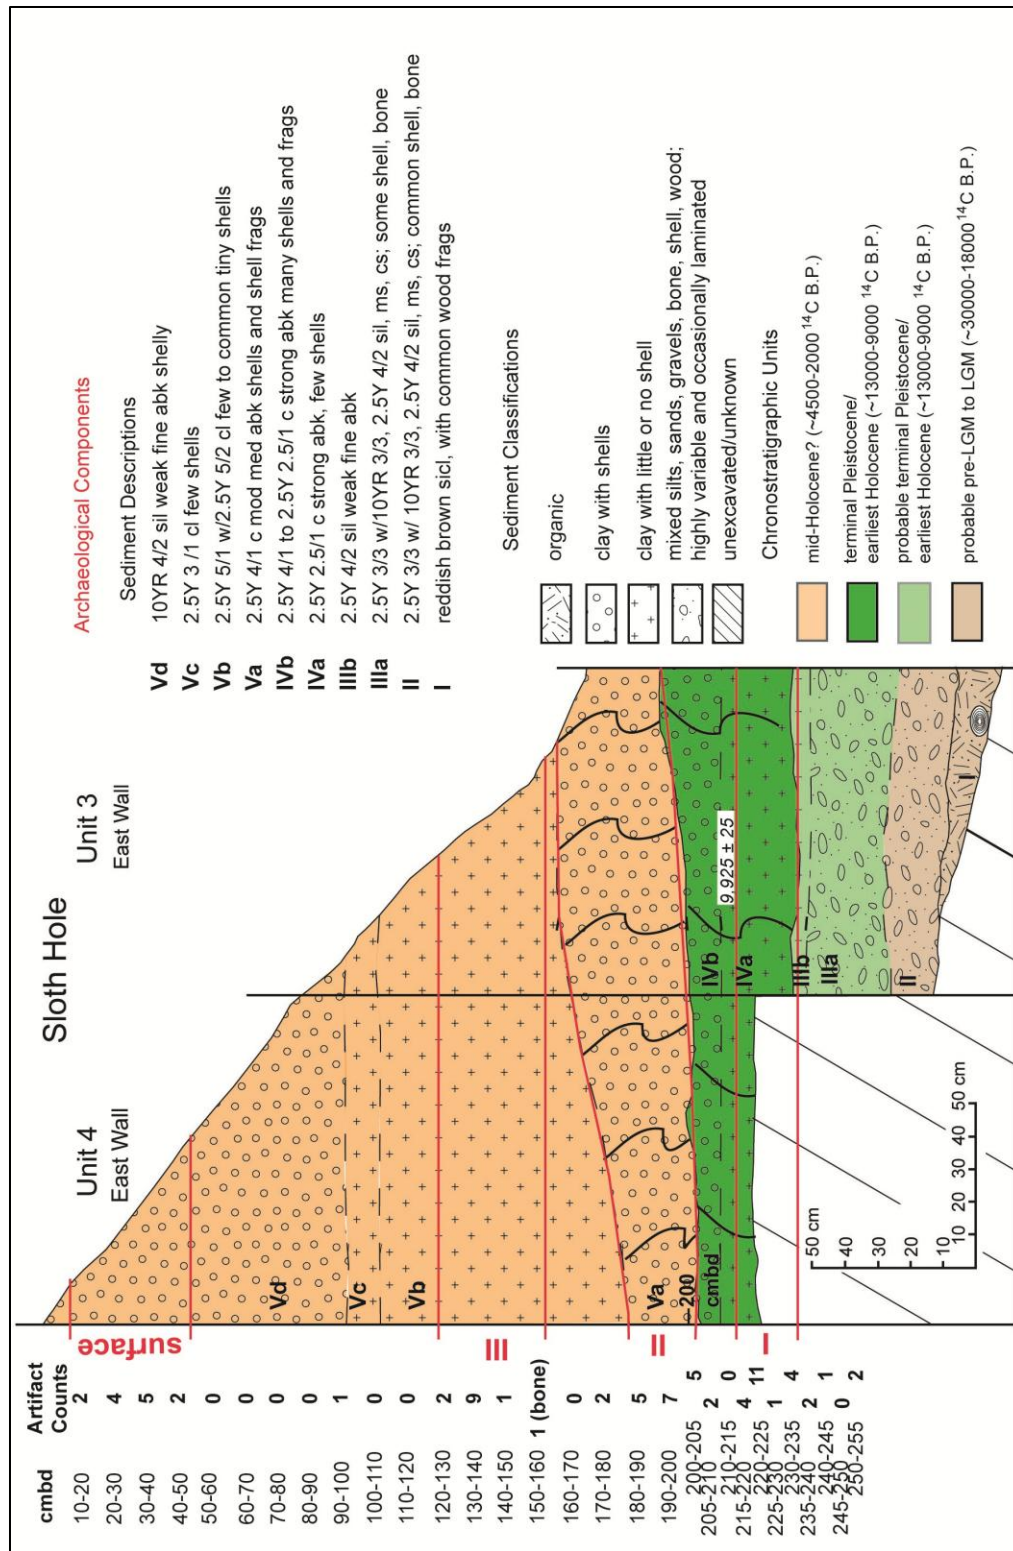 Sloth Hole
Unit 4
East Wall
Unit 3
East Wall
Archaeological Components
Sediment Descriptions
Vd 10YR 4/2 sil weak fine abk shelly
Vc 2.5Y 3 /1 cl few shells
Vb 2.5Y 5/1 w/2.5Y 5/2 cl few to common tiny shells
Va 2.5Y 4/1 c mod med abk shells and shell frags
IVb 2.5Y 4/1 to 2.5Y 2.5/1 c strong abk many shells and frags
IVa 2.5Y 2.5/1 c strong abk, few shells
IIIb 2.5Y 4/2 sil weak fine abk
IIIa 2.5Y 3/3 w/10YR 3/3, 2.5Y 4/2 sil, ms, cs; some shell, bone
II 2.5Y 3/3 w/ 10YR 3/3, 2.5Y 4/2 sil, ms, cs; common shell, bone
I reddish brown sicl, with common wood frags
Sediment Classifications
organic
clay with shells
clay with little or no shell
mixed silts, sands, gravels, bone, shell, wood;
highly variable and occasionally laminated
unexcavated/unknown
Chronostratigraphic Units
mid-Holocene? (~4500-2000 ¹⁴C B.P.)
terminal Pleistocene/
earliest Holocene (~13000-9000 ¹⁴C B.P.)
probable terminal Pleistocene/
earliest Holocene (~13000-9000 ¹⁴C B.P.)
probable pre-LGM to LGM (~30000-18000 ¹⁴C B.P.)
cmbd Artifact Counts
10-20 2
20-30 4
30-40 5
40-50 2
50-60 0
60-70 0
70-80 0
80-90 0
90-100 1
100-110 0
110-120 0
120-130 2
130-140 9
140-150 1
150-160 1 (bone)
160-170 0
170-180 2
180-190 5
190-200 7
200-205 5
205-210 2
210-215 0
215-220 4
220-225 11
225-230 1
230-235 4
235-240 2
240-245 1
245-250 0
250-255 2
surface
III
II
I
Vd
Vc
Vb
Va
200
cmbd
IVb
IVa
IIIb
IIIa
II
I
9,925 ± 25
50 cm
40
30
20
10
10
20
30
40
50 cm